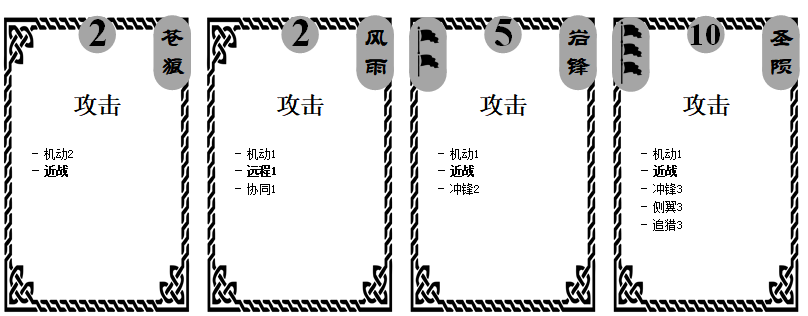 2
苍狼
攻击
- 机动2
- 近战
2
风雨
攻击
- 机动1
- 远程1
- 协同1
5
岩锋
攻击
- 机动1
- 近战
- 冲锋2
10
圣陨
攻击
- 机动1
- 近战
- 冲锋3
- 侧翼3
- 追猎3